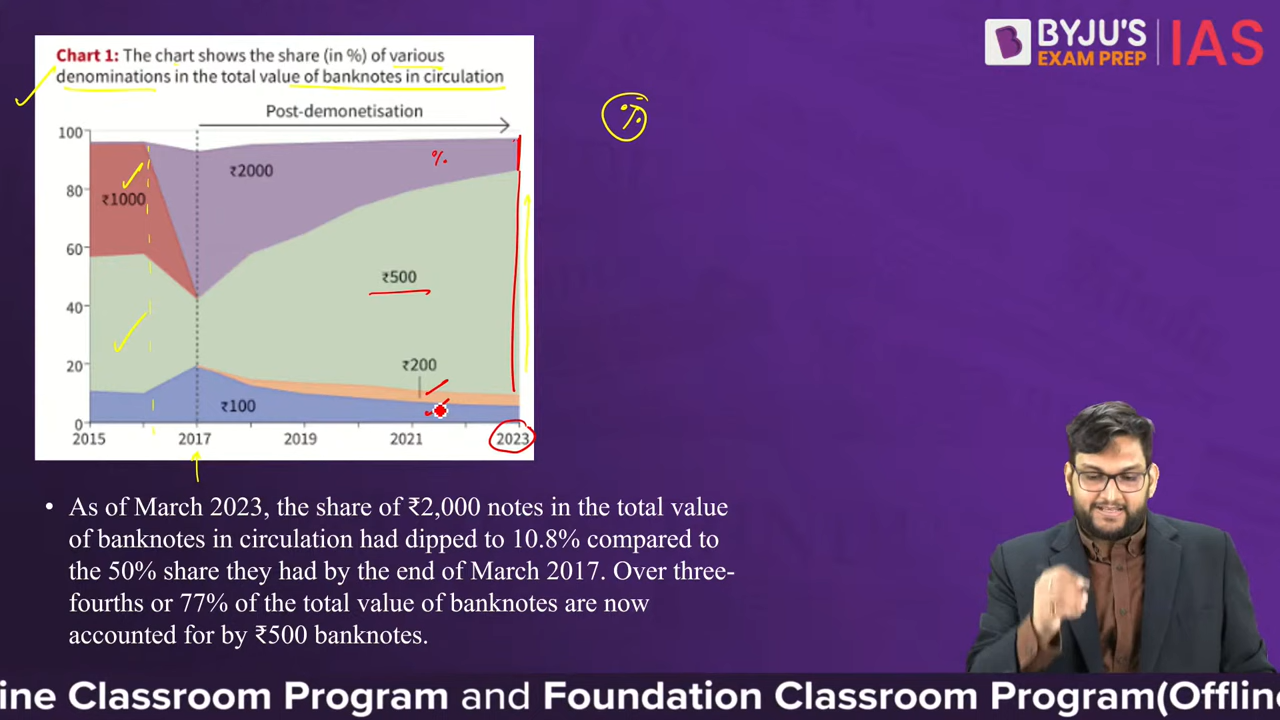 Chart 1: The chart shows the share (in %) of various
denominations in the total value of banknotes in circulation
BYJU'S
EXAM PREP
IAS
%
Post-demonetisation
100
80
60
40
20
0
₹1000
₹2000
%
₹500
₹200
₹100
2015
2017
2019
2021
2023
• As of March 2023, the share of ₹2,000 notes in the total value
of banknotes in circulation had dipped to 10.8% compared to
the 50% share they had by the end of March 2017. Over three-
fourths or 77% of the total value of banknotes are now
accounted for by ₹500 banknotes.
ine Classroom Program and Foundation Classroom Program(Offlin